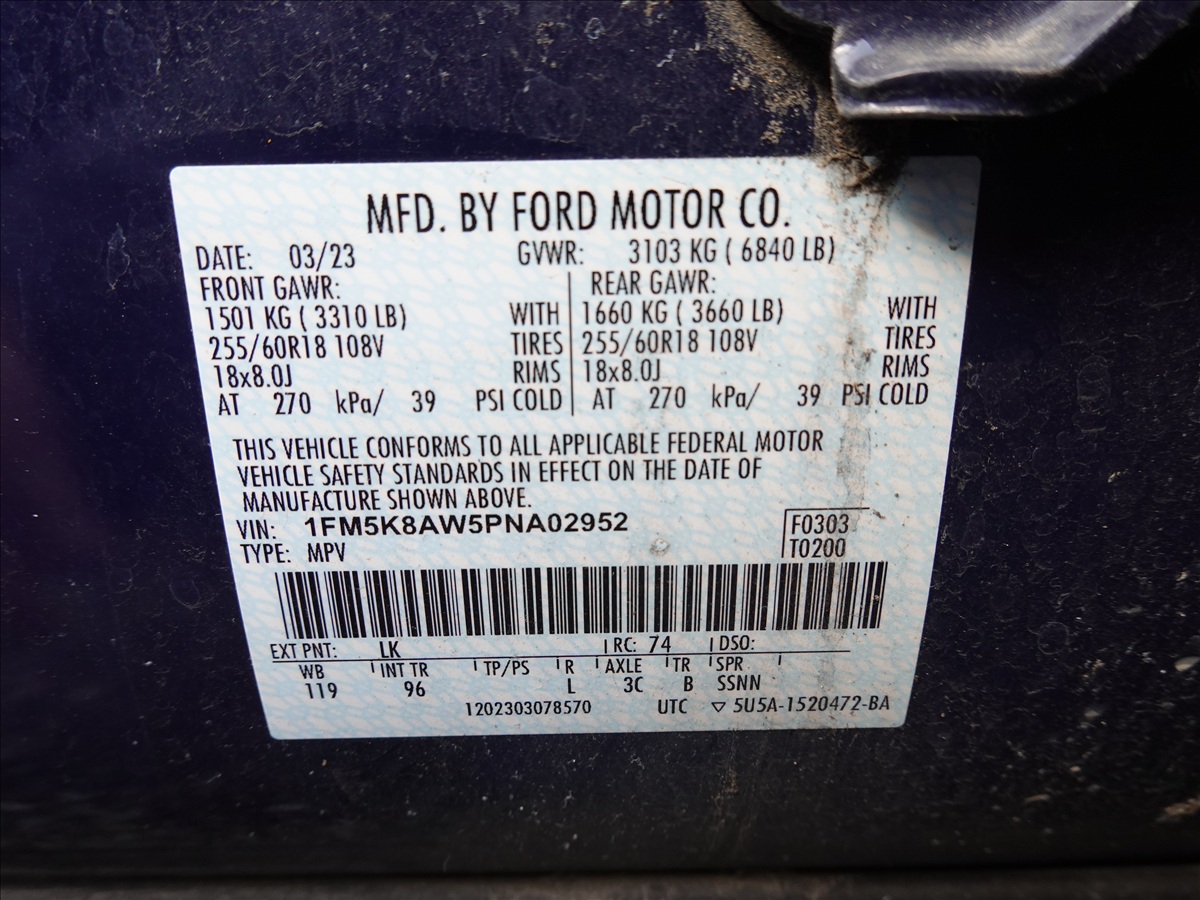 MFD. BY FORD MOTOR CO.
DATE: 03/23 GVWR: 3103 KG ( 6840 LB)
FRONT GAWR: REAR GAWR:
1501 KG ( 3310 LB) WITH 1660 KG ( 3660 LB) WITH
255/60R18 108V TIRES 255/60R18 108V TIRES
18x8.0J RIMS 18x8.0J RIMS
AT 270 kPa/ 39 PSI COLD AT 270 kPa/ 39 PSI COLD
THIS VEHICLE CONFORMS TO ALL APPLICABLE FEDERAL MOTOR
VEHICLE SAFETY STANDARDS IN EFFECT ON THE DATE OF
MANUFACTURE SHOWN ABOVE.
VIN: 1FM5K8AW5PNA02952 F0303
TYPE: MPV T0200
EXT PNT: LK RC: 74 DSO:
WB INT TR TP/PS R AXLE TR SPR
119 96 L 3C B SSNN
1202303078570 UTC ▽ 5U5A-1520472-BA